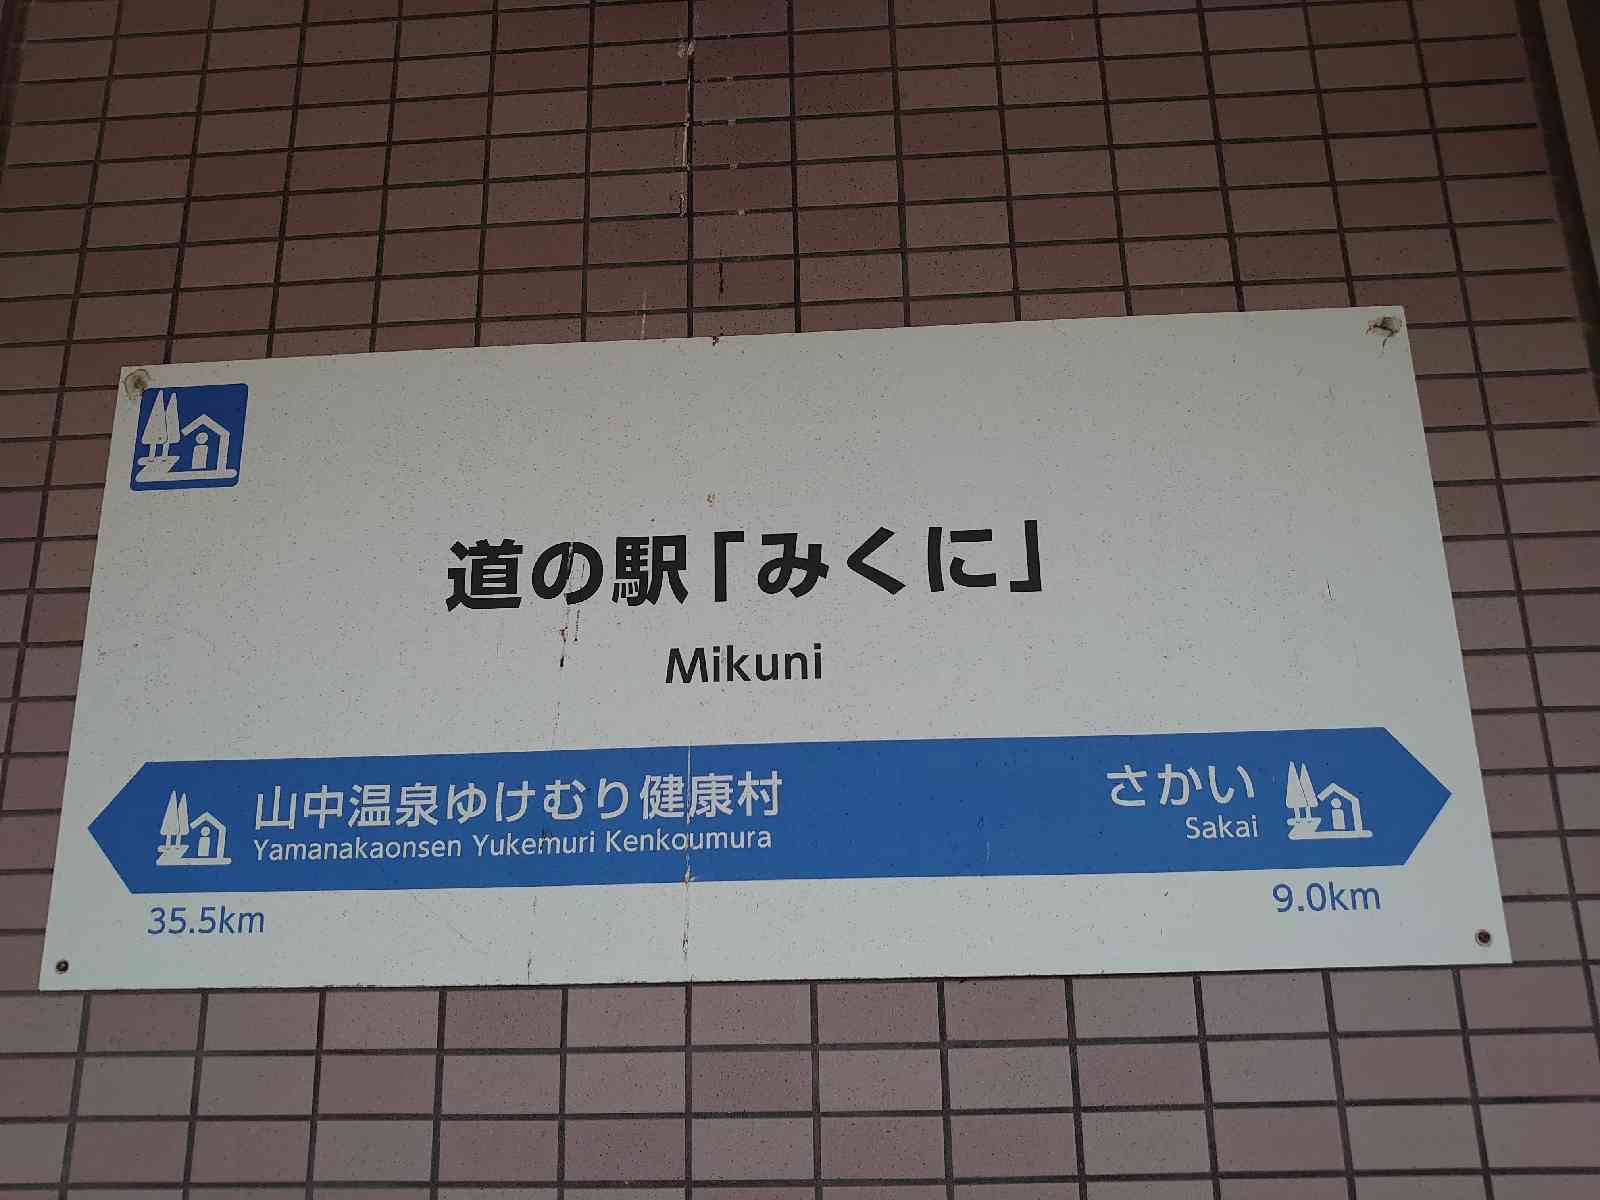 道の駅「みくに」
Mikuni
山中温泉ゆけむり健康村
Yamanakaonsen Yukemuri Kenkoumura
35.5km
さかい
Sakai
9.0km